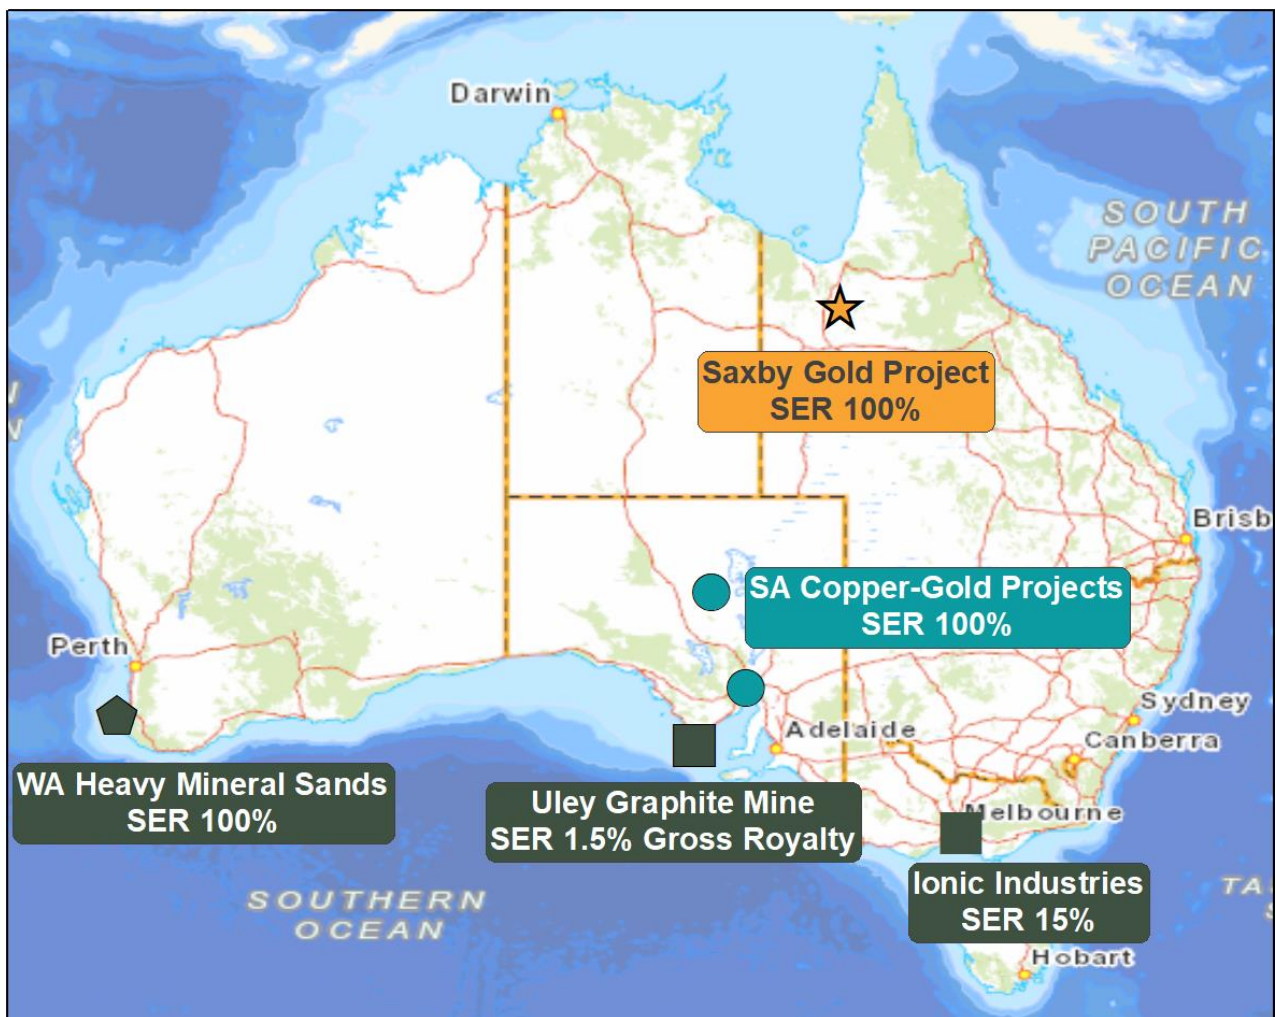 Darwin
SOUTH
PACIFIC
OCEAN
Saxby Gold Project
SER 100%
Brisb
SA Copper-Gold Projects
SER 100%
Perth
Sydney
Adelaide
Canberra
WA Heavy Mineral Sands
SER 100%
Uley Graphite Mine
SER 1.5% Gross Royalty
Melbourne
Ionic Industries
SER 15%
SOUTHERN
OCEAN
TA
Hobart